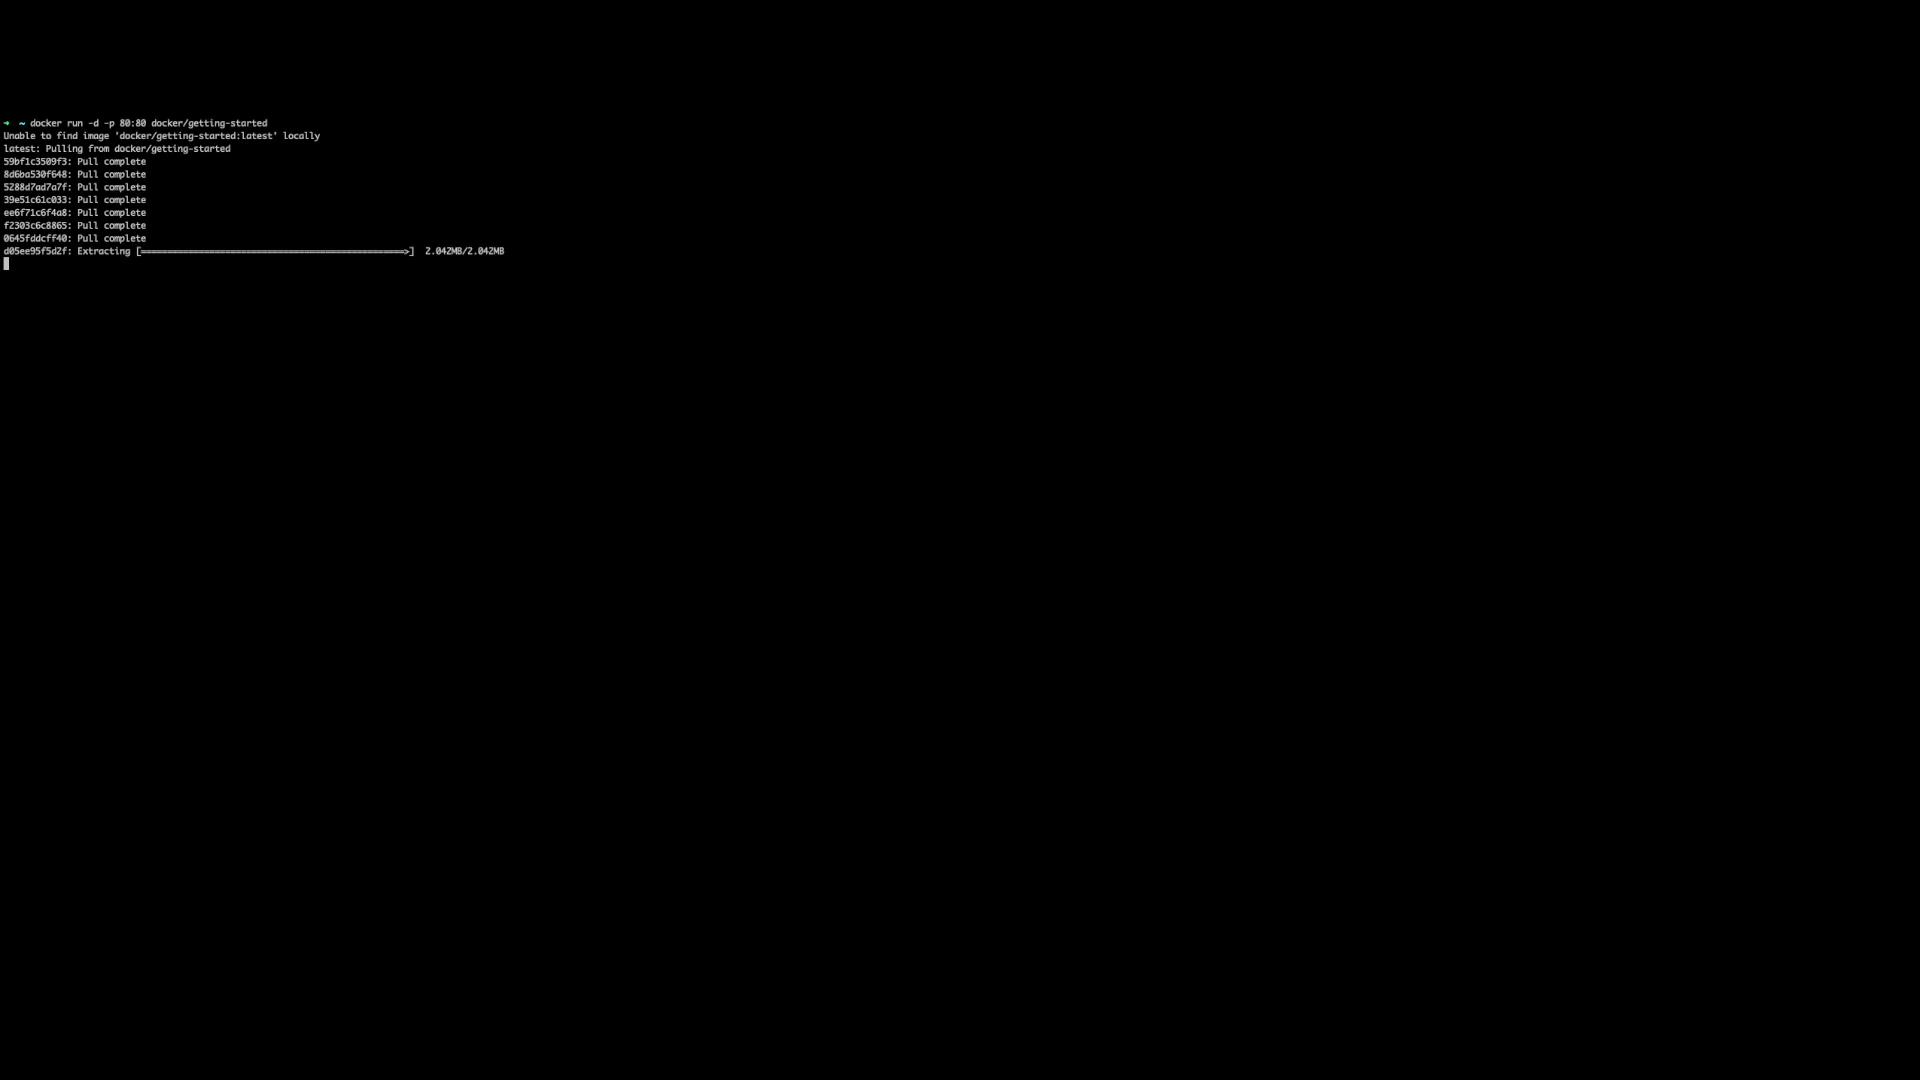 ➜  ~ docker run -d -p 80:80 docker/getting-started
Unable to find image 'docker/getting-started:latest' locally
latest: Pulling from docker/getting-started
59bf1c3509f3: Pull complete
8d6ba530f648: Pull complete
5288d7ad7a7f: Pull complete
39e51c61c033: Pull complete
ee6f71c6f4a8: Pull complete
f2303c6c8865: Pull complete
0645fddcff40: Pull complete
d05ee95f5d2f: Extracting [==================================================>]  2.042MB/2.042MB